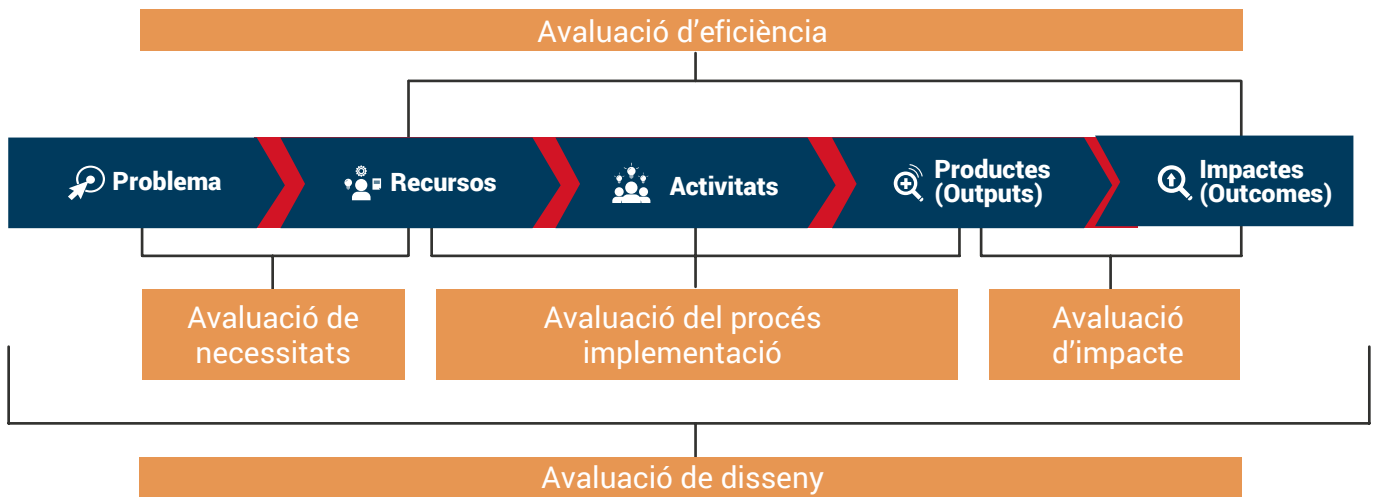 Avaluació d’eficiència
Problema
Recursos
Activitats
Productes
(Outputs)
Impactes
(Outcomes)
Avaluació de
necessitats
Avaluació del procés
implementació
Avaluació
d’impacte
Avaluació de disseny